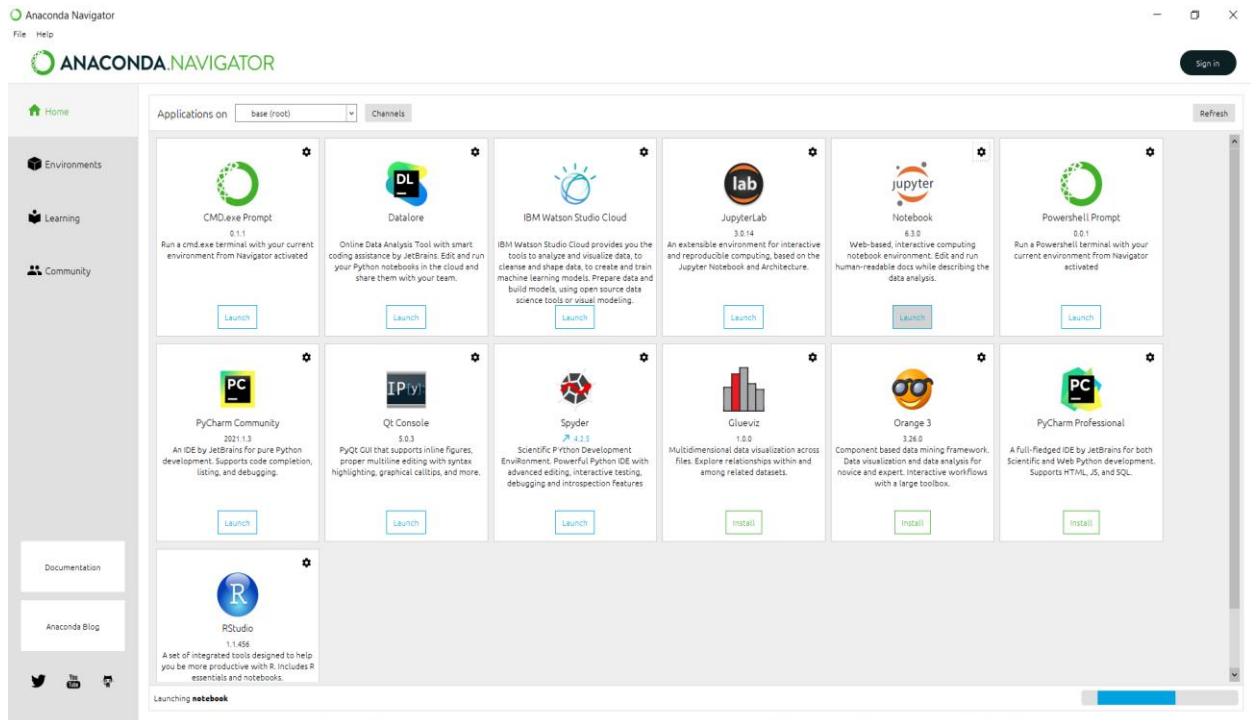 Anaconda Navigator
File Help
ANACONDA.NAVIGATOR
Sign in
Home
Environments
Learning
Community
Documentation
Anaconda Blog
You Tube
Applications on base (root) Channels Refresh
CMD.exe Prompt
0.1.1
Run a cmd.exe terminal with your current
environment from Navigator activated
Launch
DL
Datalore
Online Data Analysis Tool with smart
coding assistance by JetBrains. Edit and run
your Python notebooks in the cloud and
share them with your team.
Launch
IBM Watson Studio Cloud
IBM Watson Studio Cloud provides you the
tools to analyze and visualize data, to
cleanse and shape data, to create and train
machine learning models. Prepare data and
build models, using open source data
science tools or visual modeling.
Launch
lab
JupyterLab
3.0.14
An extensible environment for interactive
and reproducible computing, based on the
Jupyter Notebook and Architecture.
Launch
jupyter
Notebook
6.3.0
Web-based, interactive computing
notebook environment. Edit and run
human-readable docs while describing the
data analysis.
Launch
Powershell Prompt
0.0.1
Run a Powershell terminal with your
current environment from Navigator
activated
Launch
PC
PyCharm Community
2021.1.3
An IDE by JetBrains for pure Python
development. Supports code completion,
listing, and debugging.
Launch
IP[y]:
Qt Console
5.0.3
PyQt GUI that supports inline figures,
proper multiline editing with syntax
highlighting, graphical calltips, and more.
Launch
Spyder
4.2.5
Scientific PYthon Development
EnviRonment. Powerful Python IDE with
advanced editing, interactive testing,
debugging and introspection features
Launch
Glueviz
1.0.0
Multidimensional data visualization across
files. Explore relationships within and
among related datasets.
Install
Orange 3
3.26.0
Component based data mining framework.
Data visualization and data analysis for
novice and expert. Interactive workflows
with a large toolbox.
Install
PC
PyCharm Professional
A full-fledged IDE by JetBrains for both
Scientific and Web Python development.
Supports HTML, JS, and SQL.
Install
R
RStudio
1.1.456
A set of integrated tools designed to help
you be more productive with R. Includes R
essentials and notebooks.
Launching notebook